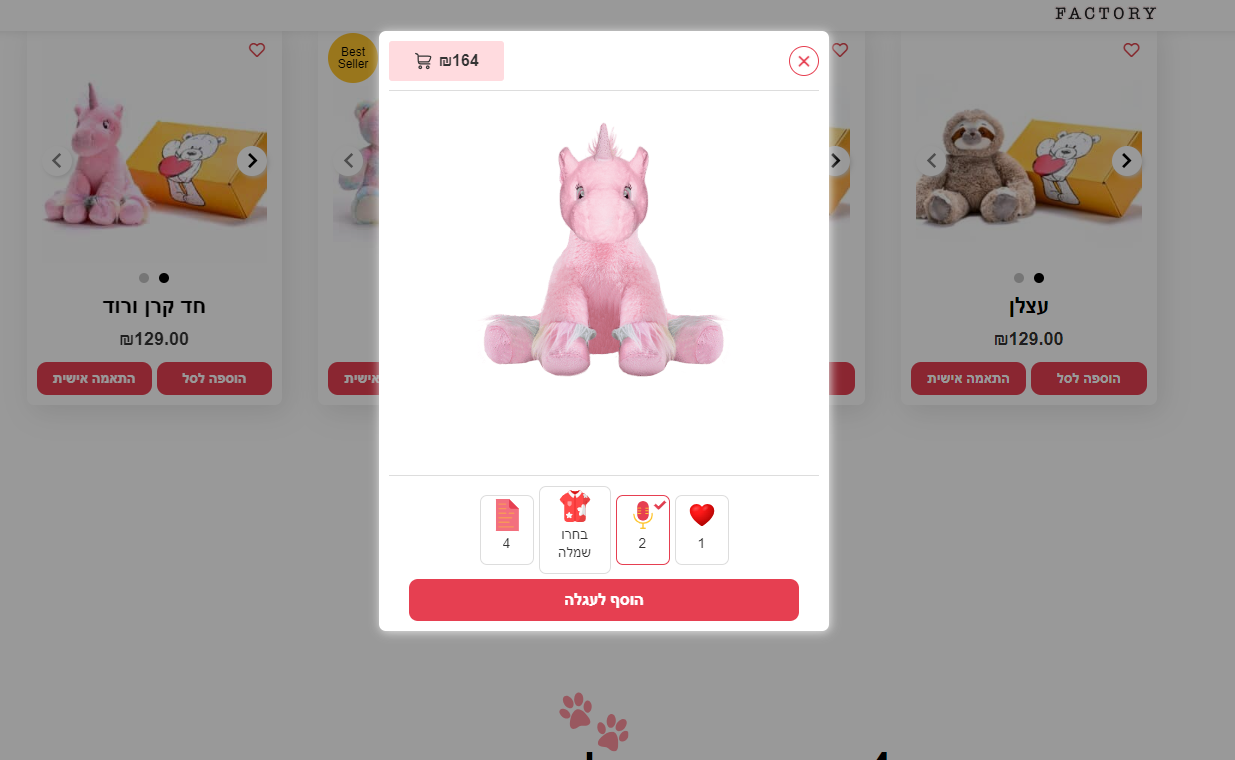 FACTORY
₪164
Best
Seller
חד קרן ורוד
₪129.00
הוספה לסל
התאמה אישית
אישית
עצלן
₪129.00
הוספה לסל
התאמה אישית
1
2
בחרו
שמלה
4
הוסף לעגלה